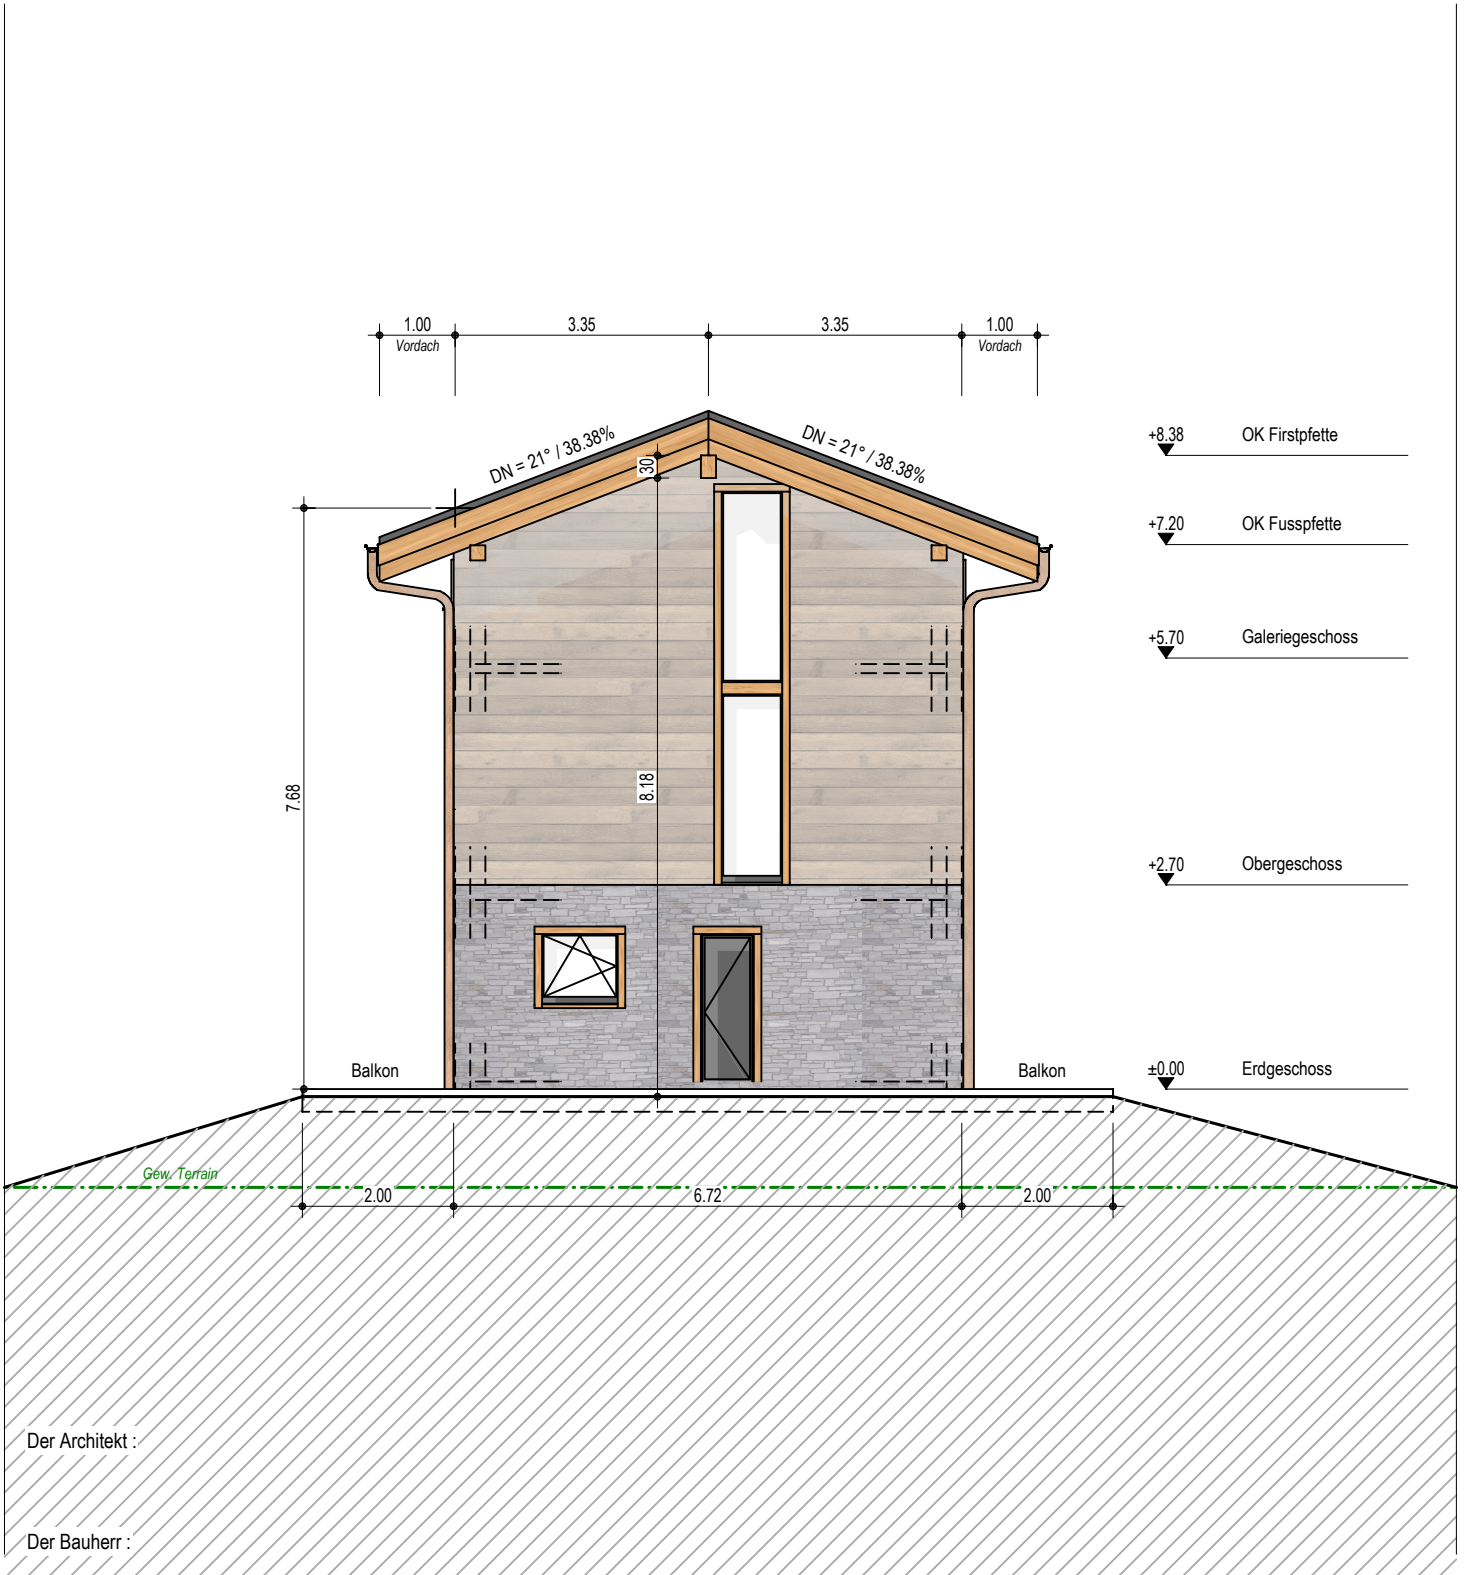 1.00 3.35 3.35 1.00
Vordach Vordach
DN = 21° / 38.38% DN = 21° / 38.38%
+8.38 OK Firstpfette
30
+7.20 OK Fusspfette
+5.70 Galeriegeschoss
7.68
8.18
+2.70 Obergeschoss
Balkon Balkon
±0.00 Erdgeschoss
Gew. Terrain
2.00 6.72 2.00
Der Architekt :
Der Bauherr :